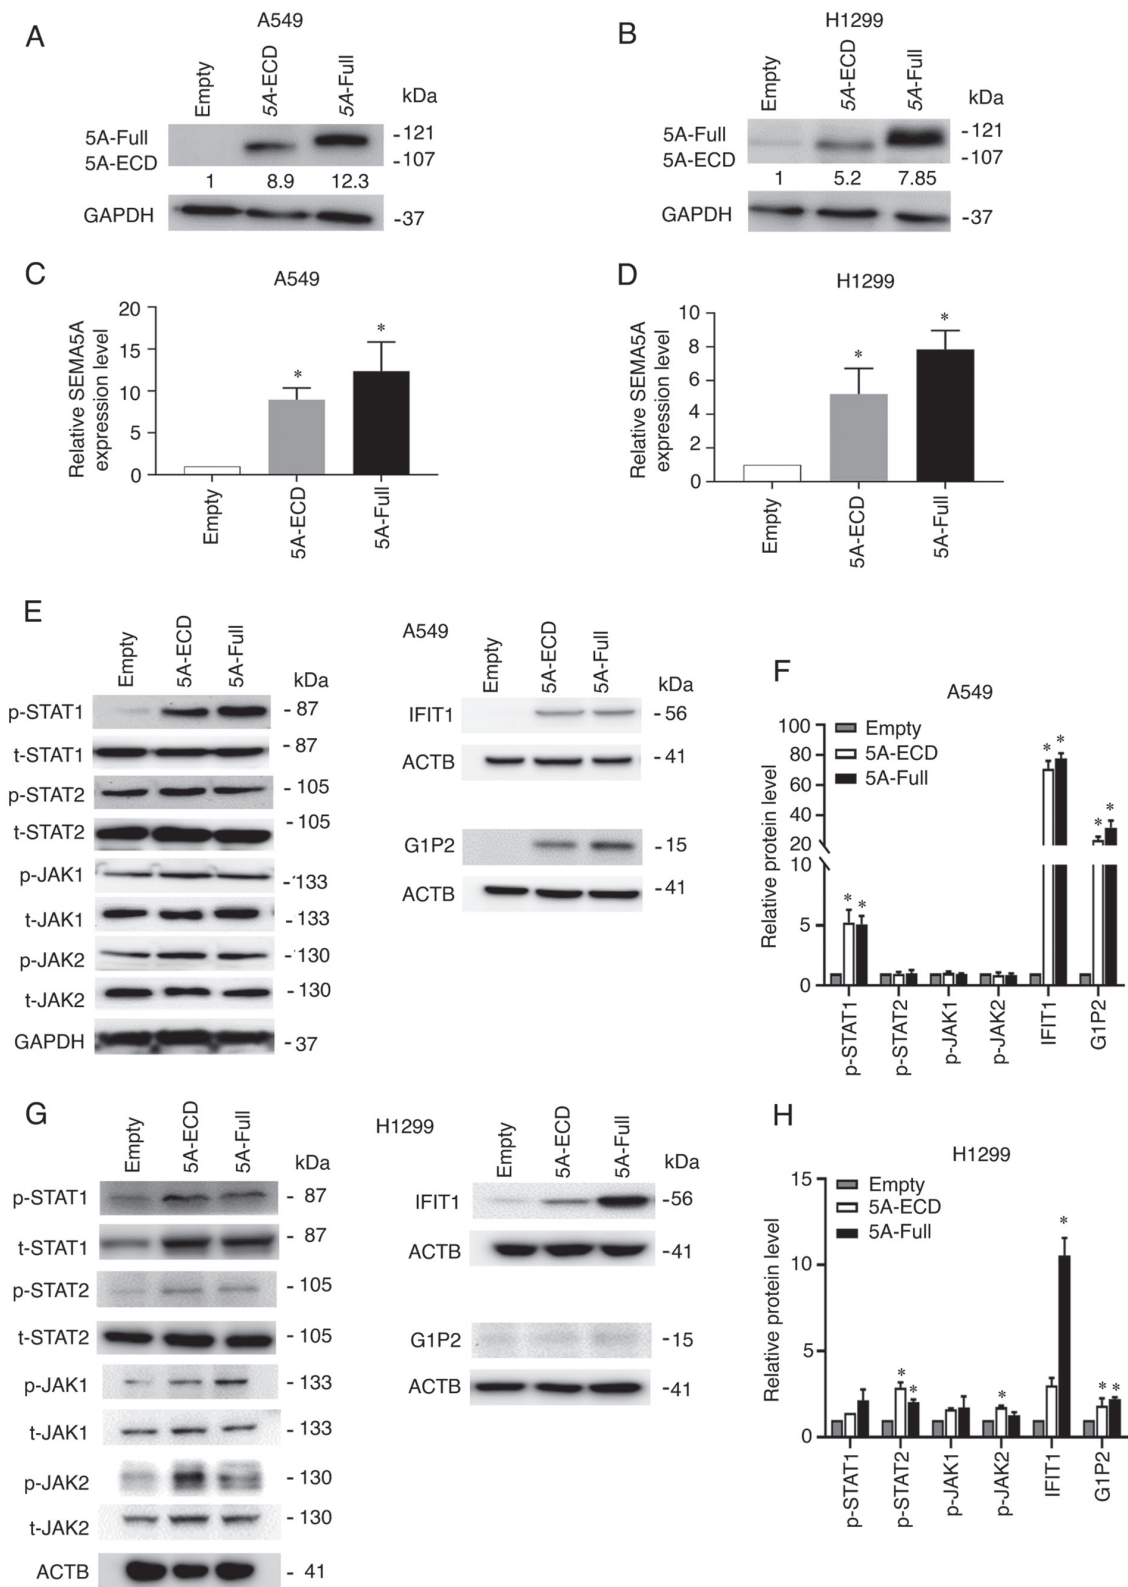 A
A549
Empty
5A-ECD
5A-Full
kDa
5A-Full
-121
5A-ECD
-107
1 8.9 12.3
GAPDH
-37
B
H1299
Empty
5A-ECD
5A-Full
kDa
5A-Full
-121
5A-ECD
-107
1 5.2 7.85
GAPDH
-37
C
A549
Relative SEMA5A
expression level
20
15
10
5
0
*
*
Empty
5A-ECD
5A-Full
D
H1299
Relative SEMA5A
expression level
10
8
6
4
2
0
*
*
Empty
5A-ECD
5A-Full
E
A549
Empty
5A-ECD
5A-Full
kDa
p-STAT1
- 87
t-STAT1
- 87
p-STAT2
- 105
t-STAT2
- 105
p-JAK1
-133
t-JAK1
- 133
p-JAK2
-130
t-JAK2
- 130
GAPDH
- 37
Empty
5A-ECD
5A-Full
kDa
IFIT1
- 56
ACTB
- 41
G1P2
- 15
ACTB
- 41
F
A549
Relative protein level
100
80
60
40
20
10
5
0
Empty
5A-ECD
5A-Full
* *
* *
* *
p-STAT1
p-STAT2
p-JAK1
p-JAK2
IFIT1
G1P2
G
H1299
Empty
5A-ECD
5A-Full
kDa
p-STAT1
- 87
t-STAT1
- 87
p-STAT2
- 105
t-STAT2
- 105
p-JAK1
- 133
t-JAK1
- 133
p-JAK2
- 130
t-JAK2
- 130
ACTB
- 41
Empty
5A-ECD
5A-Full
kDa
IFIT1
-56
ACTB
-41
G1P2
-15
ACTB
-41
H
H1299
Relative protein level
15
10
5
0
Empty
5A-ECD
5A-Full
* *
*
*
* *
p-STAT1
p-STAT2
p-JAK1
p-JAK2
IFIT1
G1P2